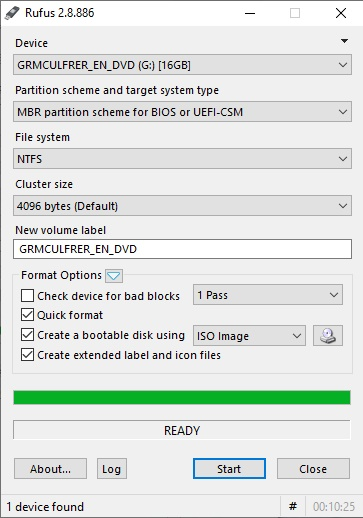 Rufus 2.8.886
Device
GRMCULFRER_EN_DVD (G:) [16GB]
Partition scheme and target system type
MBR partition scheme for BIOS or UEFI-CSM
File system
NTFS
Cluster size
4096 bytes (Default)
New volume label
GRMCULFRER_EN_DVD
Format Options
Check device for bad blocks 1 Pass
Quick format
Create a bootable disk using ISO Image
Create extended label and icon files
READY
About... Log Start Close
1 device found # 00:10:25